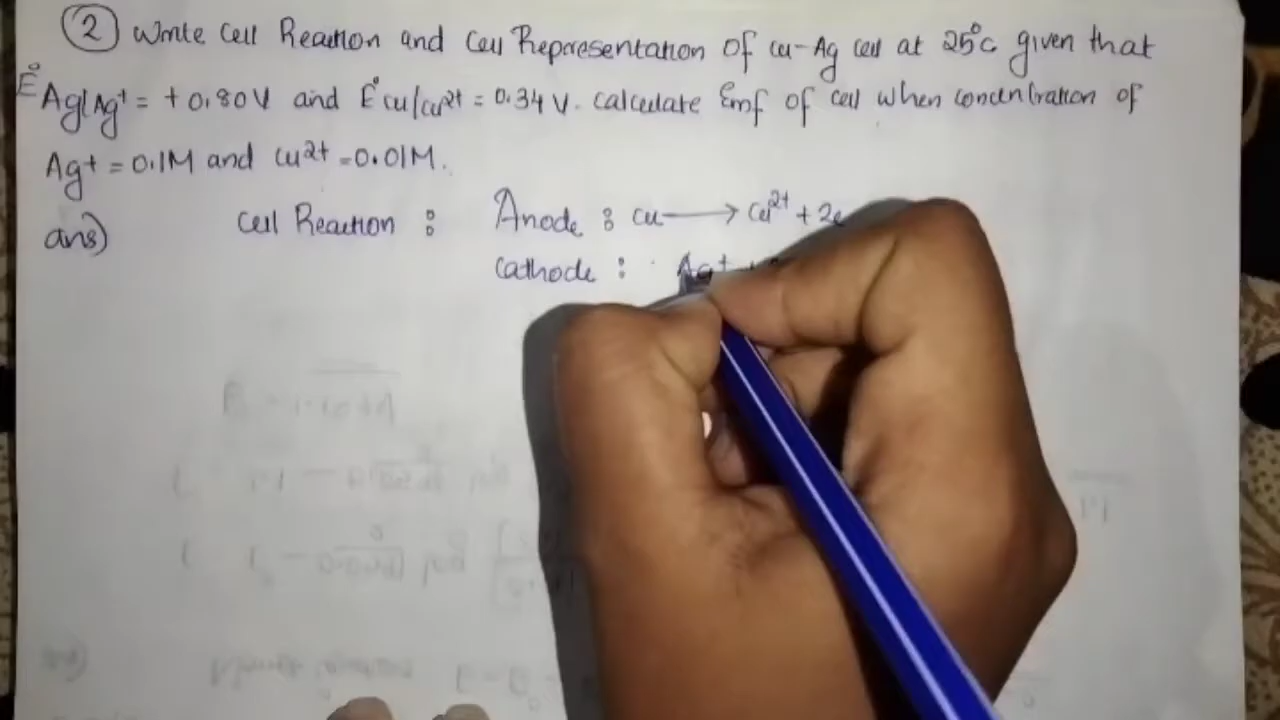 ② Write Cell Reaction and Cell Representation of Cu-Ag cell at 25°C given that
E°Ag/Ag⁺ = +0.80V and E°Cu/Cu²⁺ = 0.34 V. calculate Emf of cell when concentration of
Ag⁺ = 0.1M and Cu²⁺ = 0.01M.
ans) Cell Reaction : Anode : Cu ⟶ Cu²⁺ + 2e
Cathode : Ag⁺ +